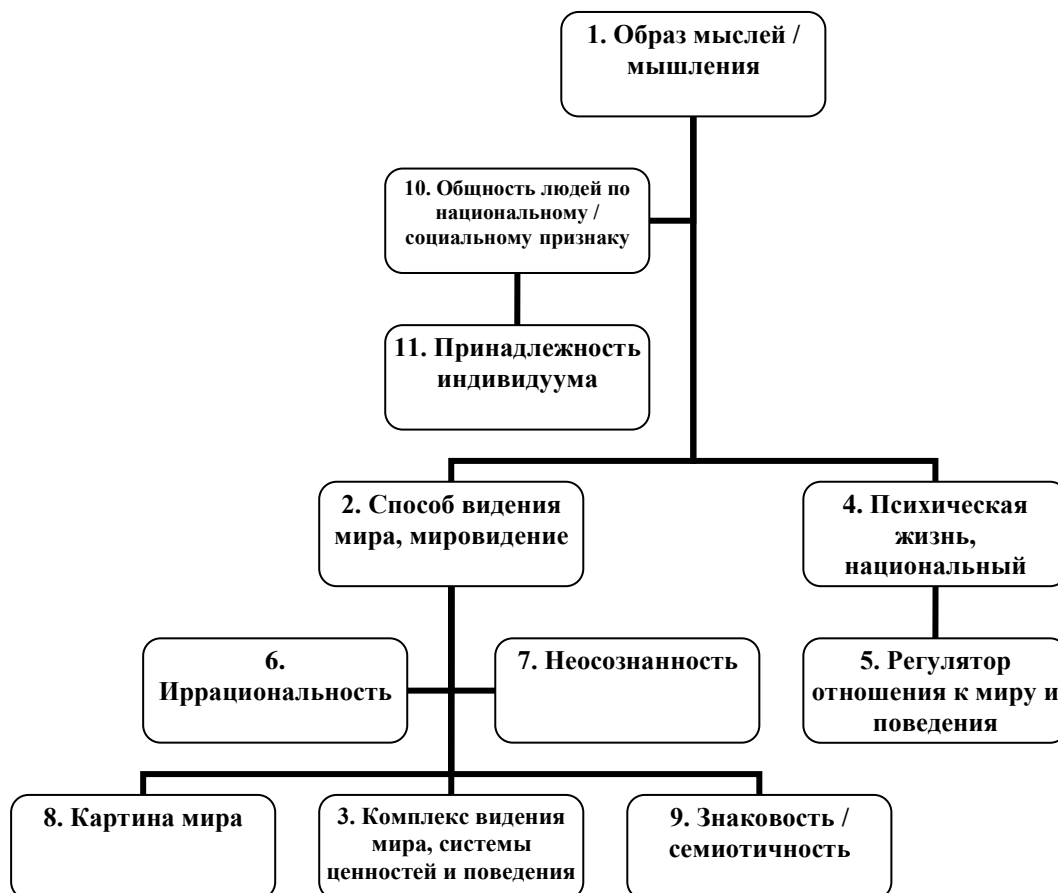 1. Образ мыслей /
мышления
10. Общность людей по
национальному /
социальному признаку
11. Принадлежность
индивидуума
2. Способ видения
мира, мировидение
4. Психическая
жизнь,
национальный
6.
Иррациональность
7. Неосознанность
5. Регулятор
отношения к миру и
поведения
8. Картина мира
3. Комплекс видения
мира, системы
ценностей и поведения
9. Знаковость /
семиотичность